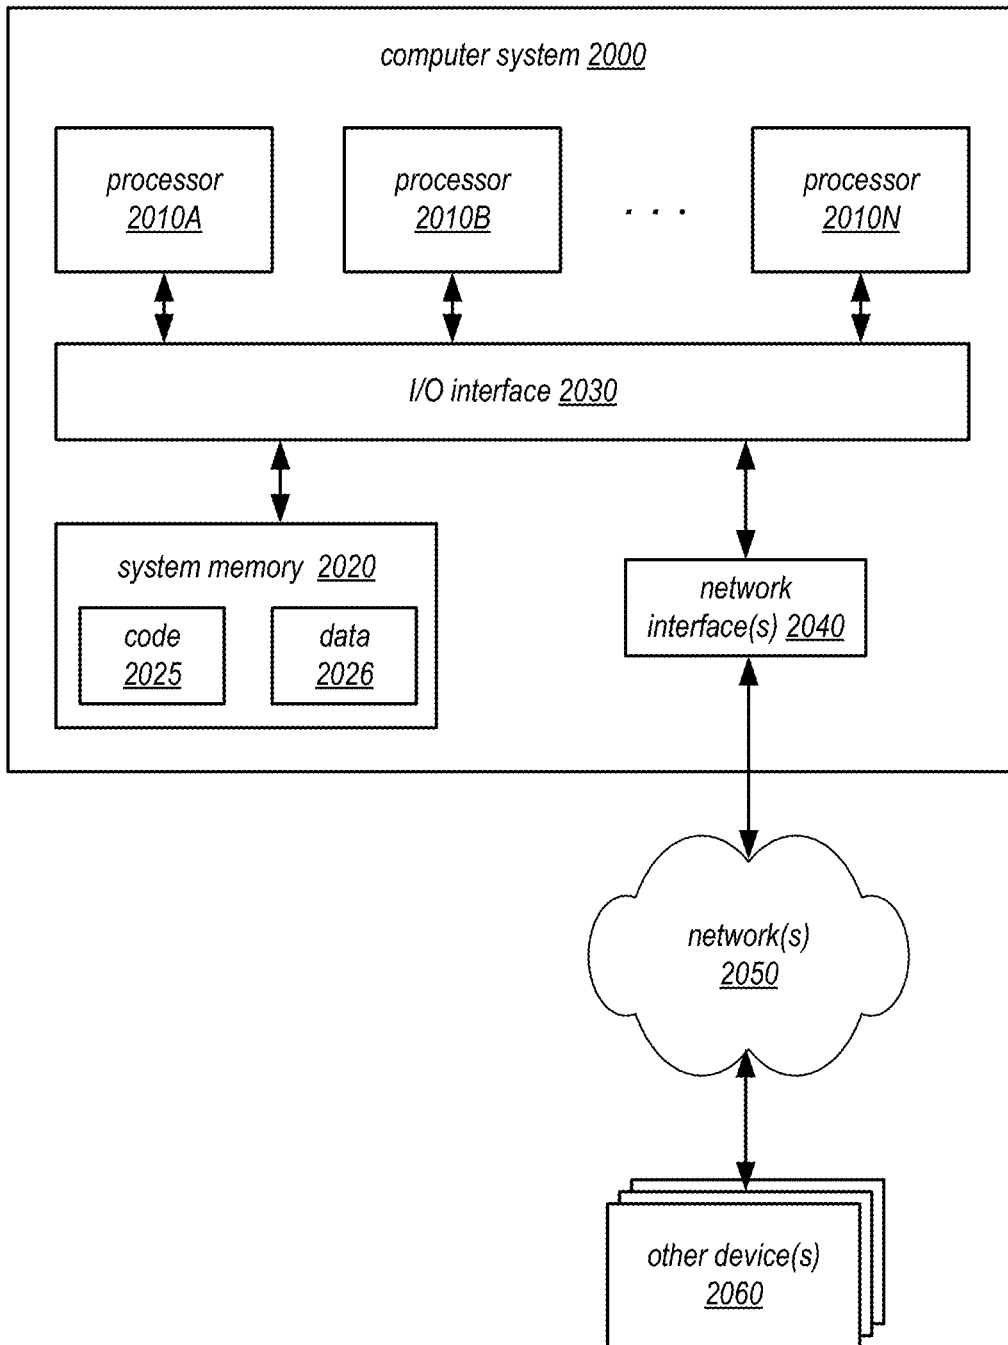 computer system 2000
processor
2010A
processor
2010B
. . .
processor
2010N
I/O interface 2030
system memory 2020
code
2025
data
2026
network
interface(s) 2040
network(s)
2050
other device(s)
2060